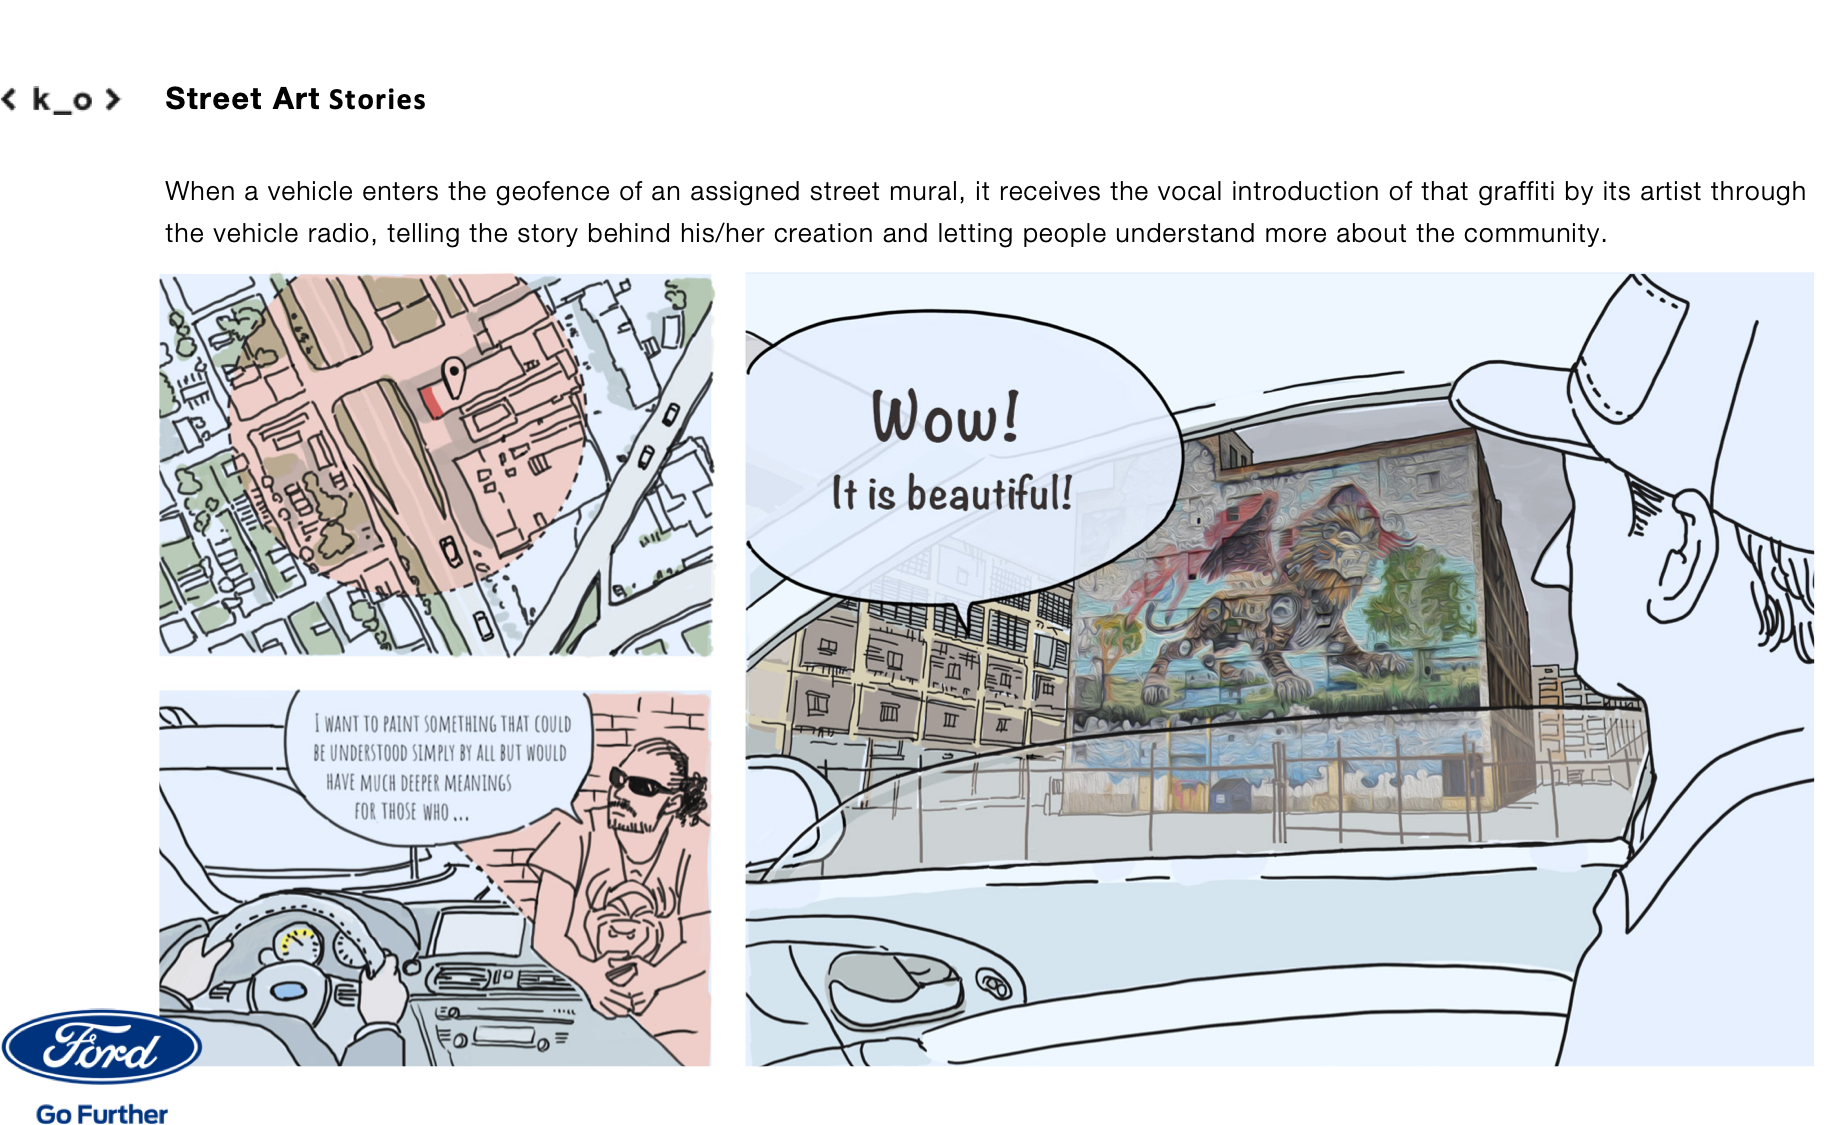 < k_o >
Street Art Stories
When a vehicle enters the geofence of an assigned street mural, it receives the vocal introduction of that graffiti by its artist through
the vehicle radio, telling the story behind his/her creation and letting people understand more about the community.
Wow!
It is beautiful!
I WANT TO PAINT SOMETHING THAT COULD
BE UNDERSTOOD SIMPLY BY ALL BUT WOULD
HAVE MUCH DEEPER MEANINGS
FOR THOSE WHO ...
Ford
Go Further